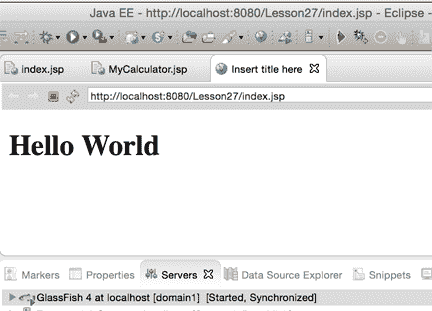 Java EE - http://localhost:8080/Lesson27/index.jsp - Eclipse -
index.jsp MyCalculator.jsp Insert title here
http://localhost:8080/Lesson27/index.jsp
Hello World
Markers Properties Servers Data Source Explorer Snippets
GlassFish 4 at localhost [domain1] [Started, Synchronized]